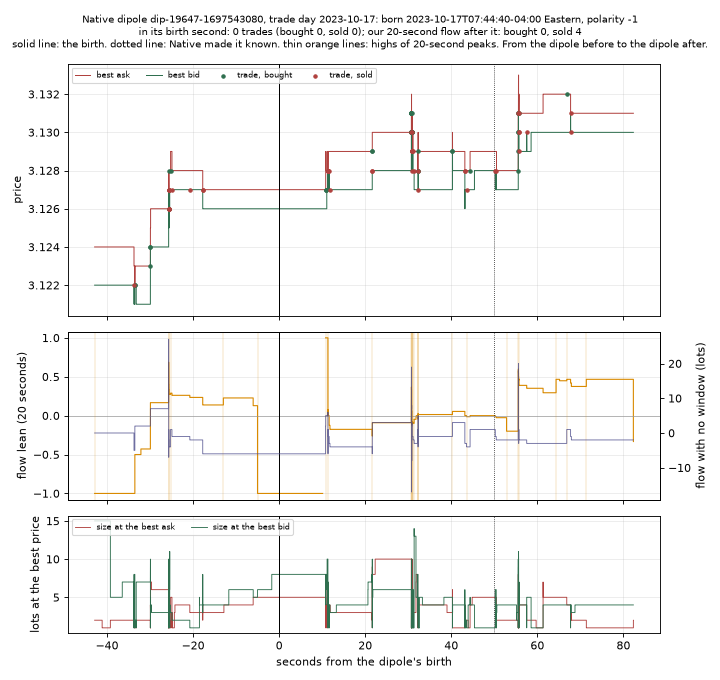 Native dipole dip-19647-1697543080, trade day 2023-10-17: born 2023-10-17T07:44:40-04:00 Eastern, polarity -1
in its birth second: 0 trades (bought 0, sold 0); our 20-second flow after it: bought 0, sold 4
solid line: the birth. dotted line: Native made it known. thin orange lines: highs of 20-second peaks. From the dipole before to the dipole after.
best ask best bid trade, bought trade, sold
3.132
3.130
3.128
3.126
3.124
3.122
price
1.0
0.5
0.0
−0.5
−1.0
flow lean (20 seconds)
20
10
0
−10
flow with no window (lots)
size at the best ask size at the best bid
15
10
5
lots at the best price
−40 −20 0 20 40 60 80
seconds from the dipole's birth